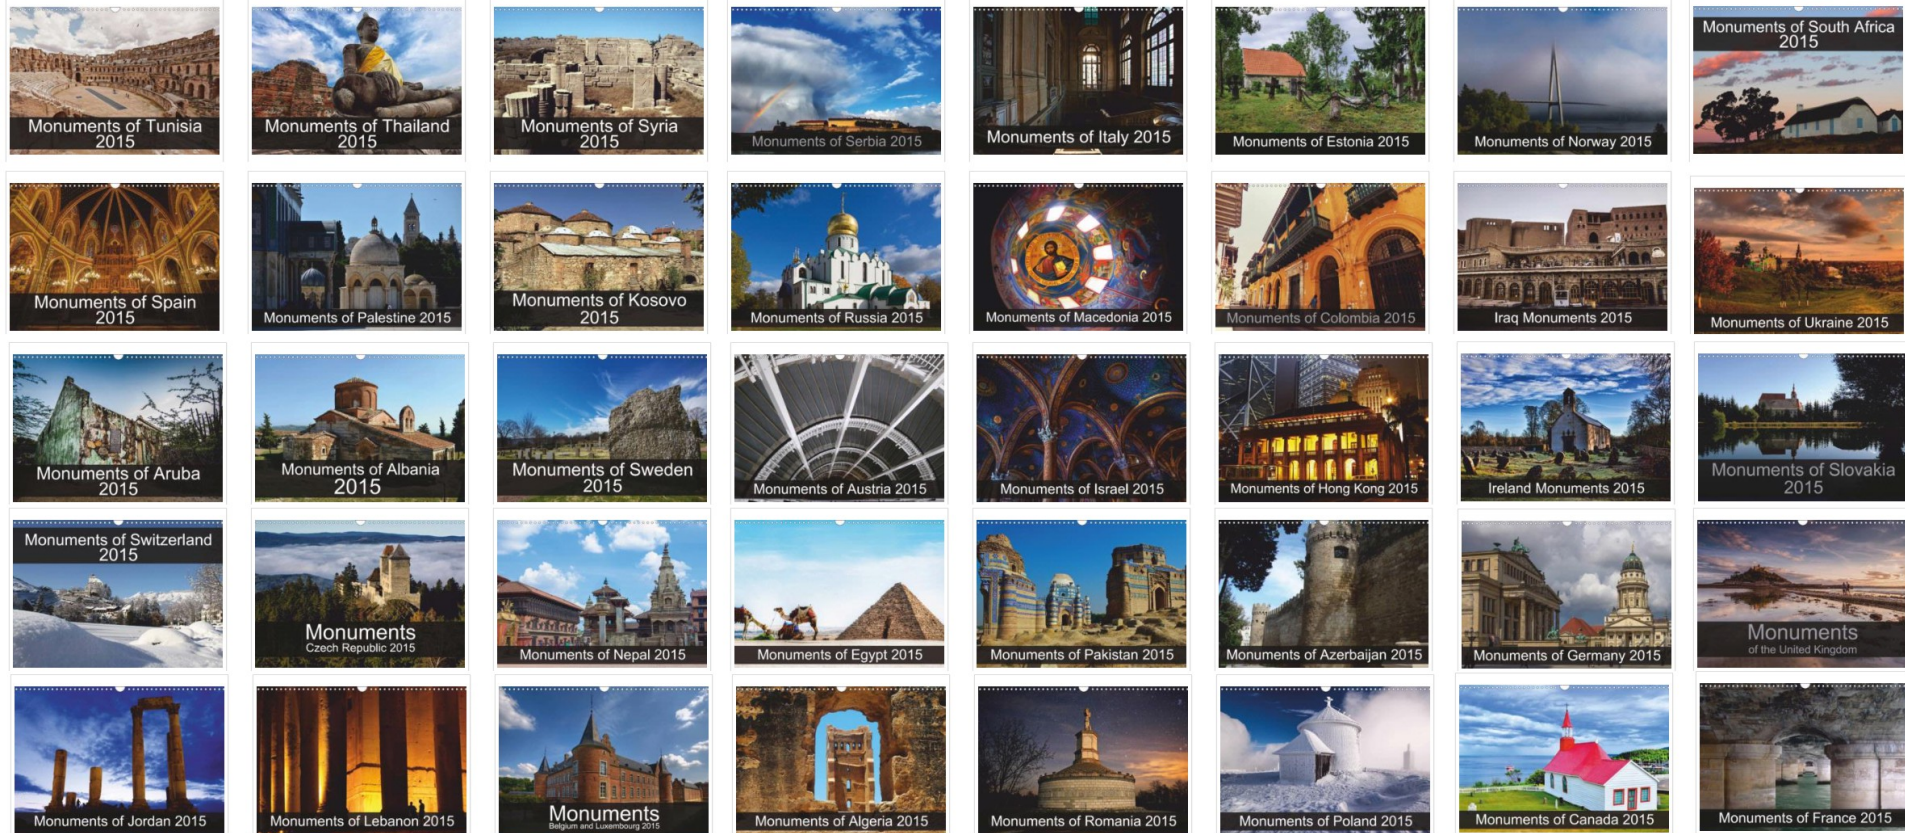 Monuments of Tunisia
2015
Monuments of Thailand
2015
Monuments of Syria
2015
Monuments of Serbia 2015
Monuments of Italy 2015
Monuments of Estonia 2015
Monuments of Norway 2015
Monuments of South Africa
2015
Monuments of Spain
2015
Monuments of Palestine 2015
Monuments of Kosovo
2015
Monuments of Russia 2015
Monuments of Macedonia 2015
Monuments of Colombia 2015
Iraq Monuments 2015
Monuments of Ukraine 2015
Monuments of Aruba
2015
Monuments of Albania
2015
Monuments of Sweden
2015
Monuments of Austria 2015
Monuments of Israel 2015
Monuments of Hong Kong 2015
Ireland Monuments 2015
Monuments of Slovakia
2015
Monuments of Switzerland
2015
Monuments
Czech Republic 2015
Monuments of Nepal 2015
Monuments of Egypt 2015
Monuments of Pakistan 2015
Monuments of Azerbaijan 2015
Monuments of Germany 2015
Monuments
of the United Kingdom
Monuments of Jordan 2015
Monuments of Lebanon 2015
Monuments
Belgium and Luxembourg 2015
Monuments of Algeria 2015
Monuments of Romania 2015
Monuments of Poland 2015
Monuments of Canada 2015
Monuments of France 2015